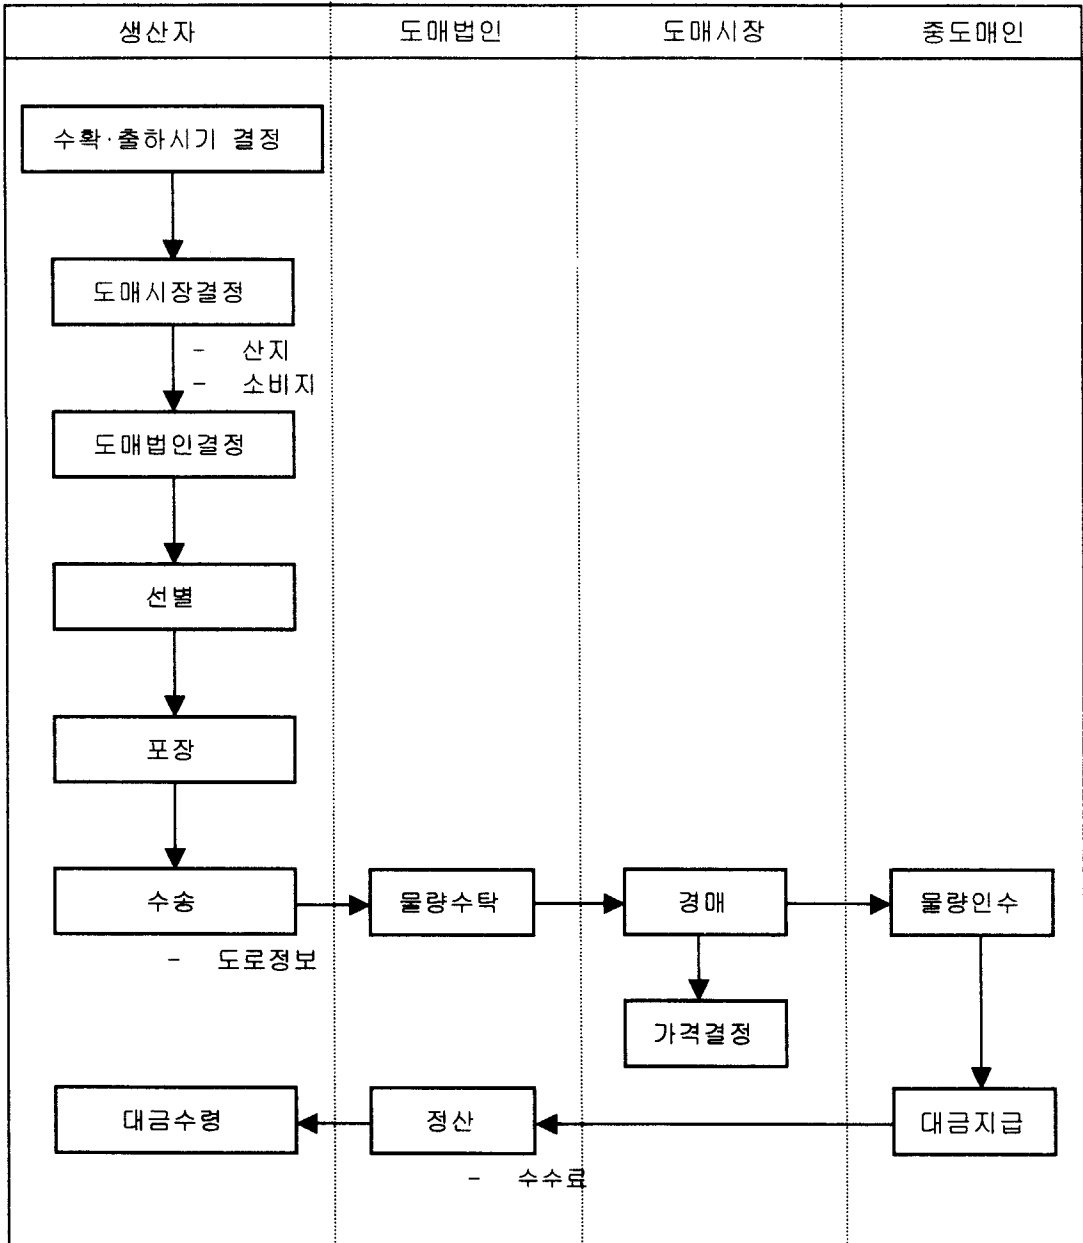 생산자 도매법인 도매시장 중도매인
수확·출하시기 결정
도매시장결정
- 산지
- 소비지
도매법인결정
선별
포장
수송 물량수탁 경매 물량인수
- 도로정보
가격결정
대금수령 정산 대금지급
- 수수료